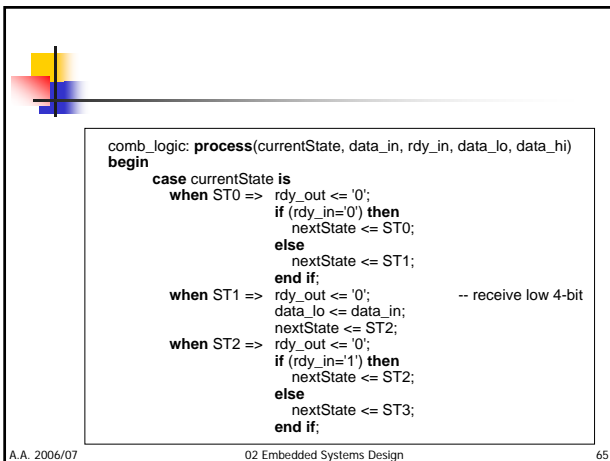 comb_logic: process(currentState, data_in, rdy_in, data_lo, data_hi)
begin
case currentState is
when ST0 => rdy_out <= '0';
if (rdy_in='0') then
nextState <= ST0;
else
nextState <= ST1;
end if;
when ST1 => rdy_out <= '0'; -- receive low 4-bit
data_lo <= data_in;
nextState <= ST2;
when ST2 => rdy_out <= '0';
if (rdy_in='1') then
nextState <= ST2;
else
nextState <= ST3;
end if;
A.A. 2006/07 02 Embedded Systems Design 65